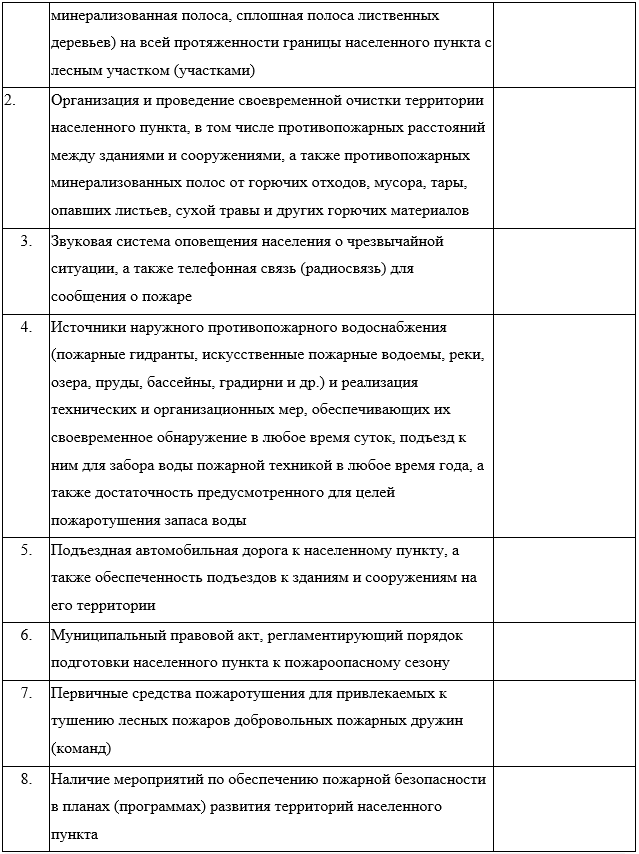 минерализованная полоса, сплошная полоса лиственных
деревьев) на всей протяженности границы населенного пункта с
лесным участком (участками)
2. Организация и проведение своевременной очистки территории
населенного пункта, в том числе противопожарных расстояний
между зданиями и сооружениями, а также противопожарных
минерализованных полос от горючих отходов, мусора, тары,
опавших листьев, сухой травы и других горючих материалов
3. Звуковая система оповещения населения о чрезвычайной
ситуации, а также телефонная связь (радиосвязь) для
сообщения о пожаре
4. Источники наружного противопожарного водоснабжения
(пожарные гидранты, искусственные пожарные водоемы, реки,
озера, пруды, бассейны, градирни и др.) и реализация
технических и организационных мер, обеспечивающих их
своевременное обнаружение в любое время суток, подъезд к
ним для забора воды пожарной техникой в любое время года, а
также достаточность предусмотренного для целей
пожаротушения запаса воды
5. Подъездная автомобильная дорога к населенному пункту, а
также обеспеченность подъездов к зданиям и сооружениям на
его территории
6. Муниципальный правовой акт, регламентирующий порядок
подготовки населенного пункта к пожароопасному сезону
7. Первичные средства пожаротушения для привлекаемых к
тушению лесных пожаров добровольных пожарных дружин
(команд)
8. Наличие мероприятий по обеспечению пожарной безопасности
в планах (программах) развития территорий населенного
пункта